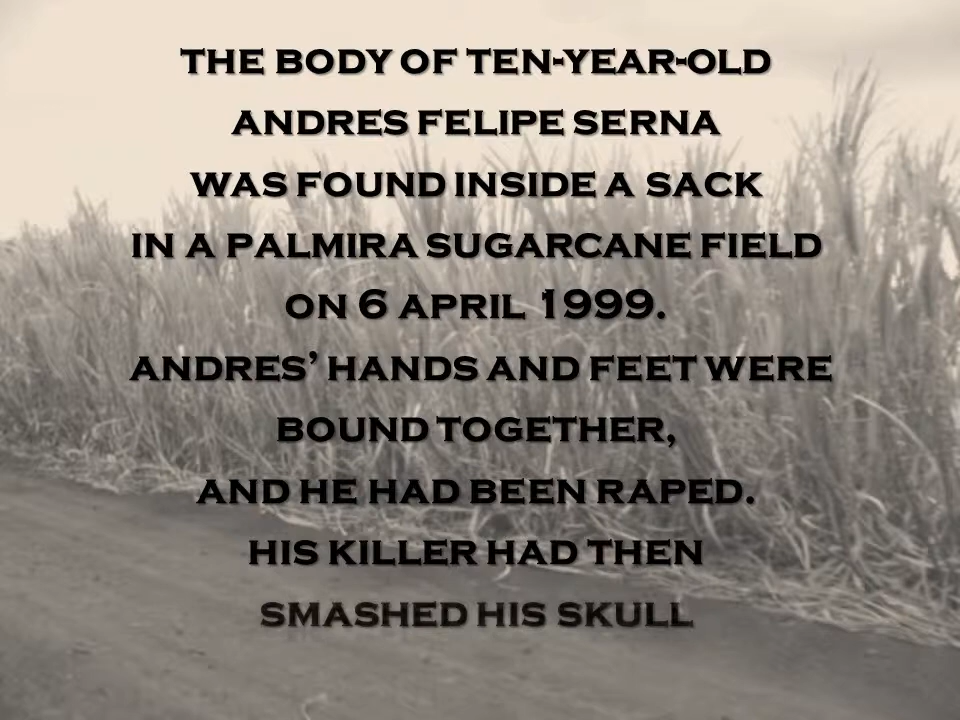 THE BODY OF TEN-YEAR-OLD
ANDRES FELIPE SERNA
WAS FOUND INSIDE A SACK
IN A PALMIRA SUGARCANE FIELD
ON 6 APRIL 1999.
ANDRES’ HANDS AND FEET WERE
BOUND TOGETHER,
AND HE HAD BEEN RAPED.
HIS KILLER HAD THEN
SMASHED HIS SKULL